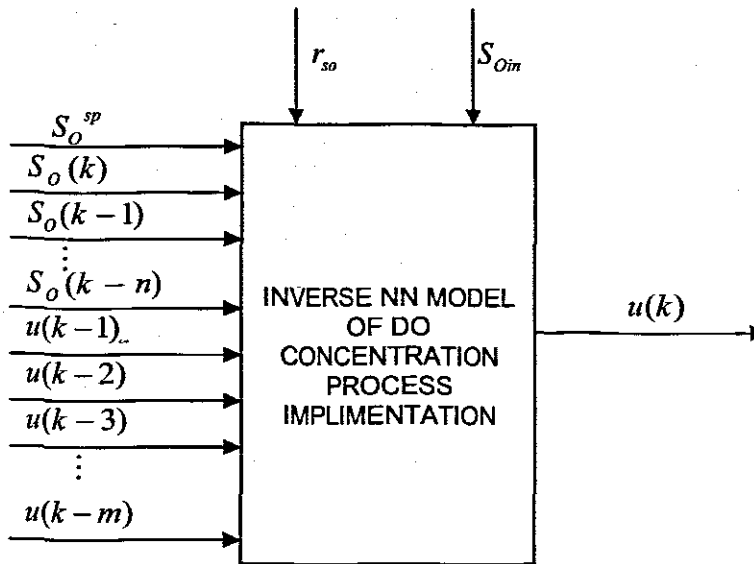 r_so
S_Oin
S_O^sp
S_O(k)
S_O(k-1)
⋮
S_O(k-n)
u(k-1)
u(k-2)
u(k-3)
⋮
u(k-m)
INVERSE NN MODEL
OF DO
CONCENTRATION
PROCESS
IMPLIMENTATION
u(k)